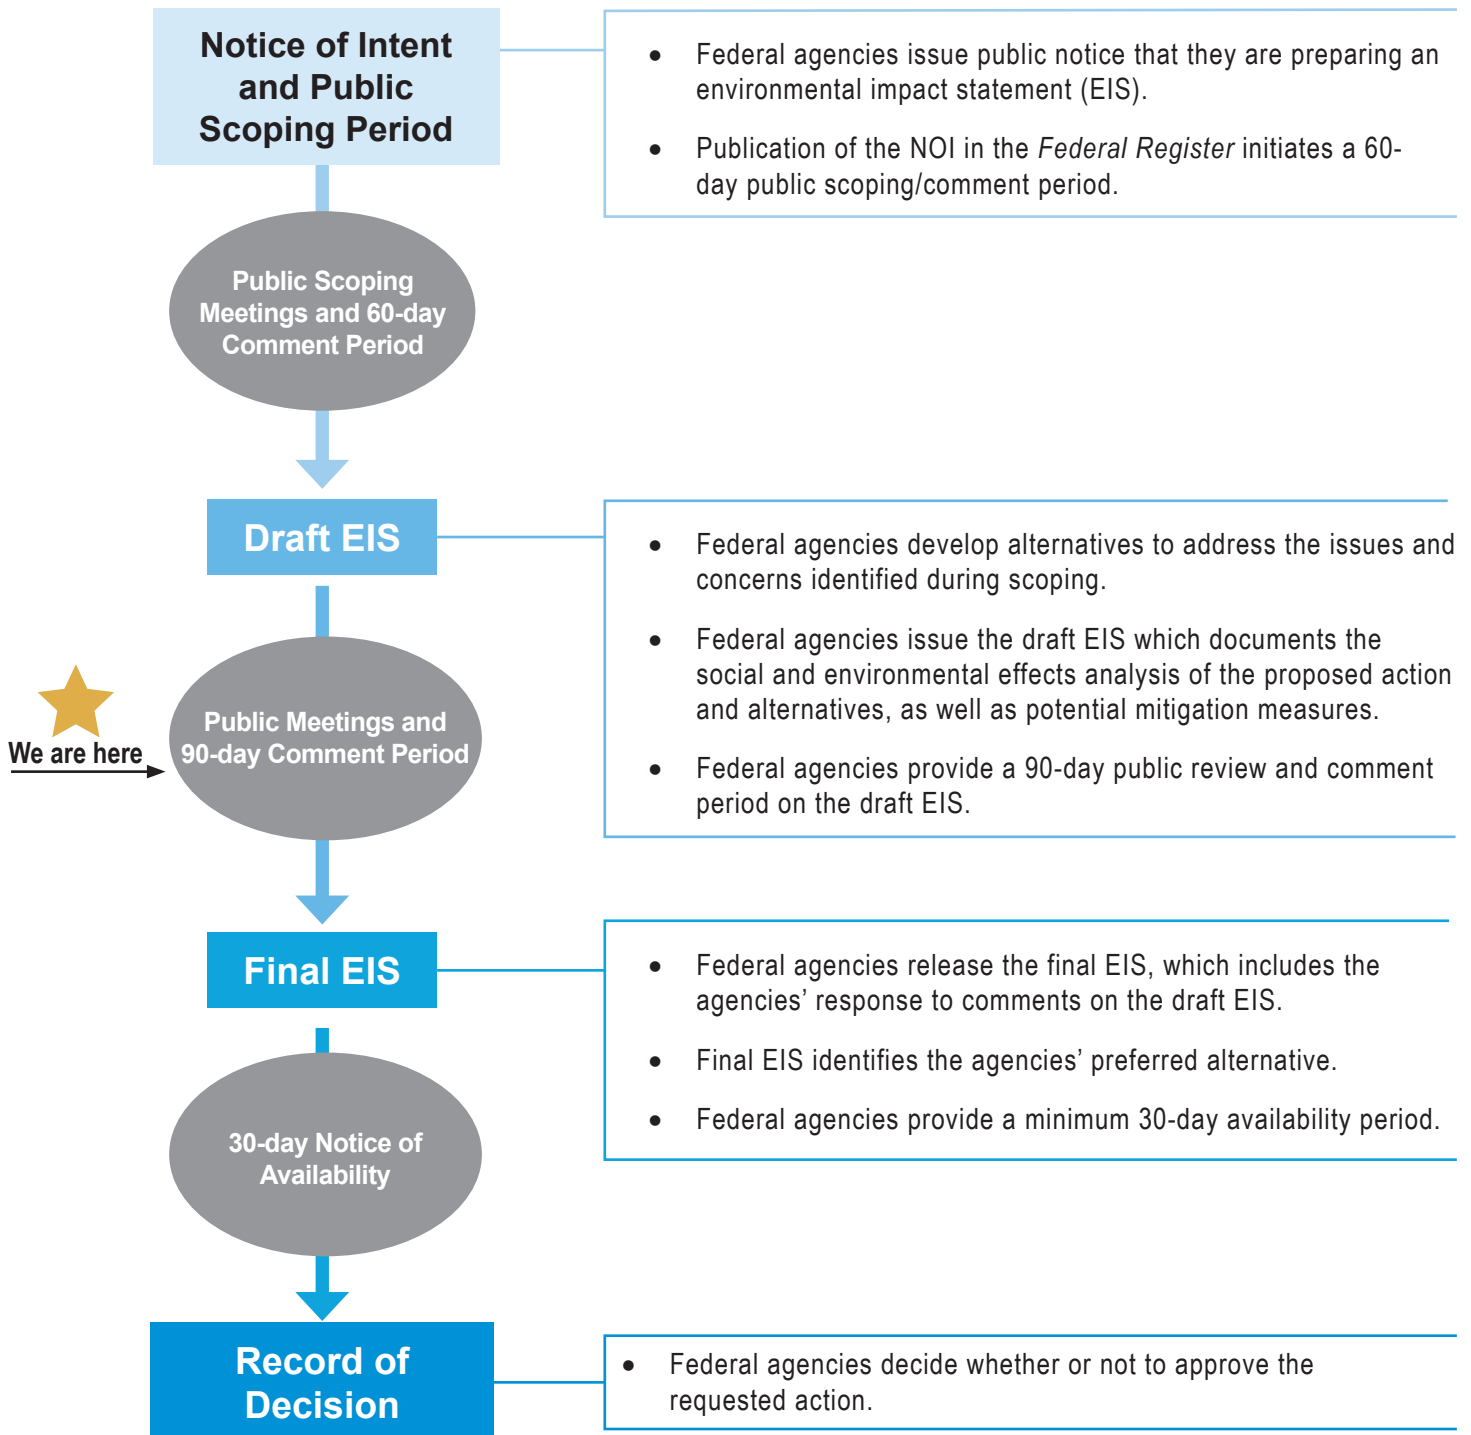 Notice of Intent
and Public
Scoping Period
• Federal agencies issue public notice that they are preparing an
environmental impact statement (EIS).
• Publication of the NOI in the Federal Register initiates a 60-
day public scoping/comment period.
Public Scoping
Meetings and 60-day
Comment Period
Draft EIS
• Federal agencies develop alternatives to address the issues and
concerns identified during scoping.
• Federal agencies issue the draft EIS which documents the
social and environmental effects analysis of the proposed action
and alternatives, as well as potential mitigation measures.
• Federal agencies provide a 90-day public review and comment
period on the draft EIS.
We are here
Public Meetings and
90-day Comment Period
Final EIS
• Federal agencies release the final EIS, which includes the
agencies’ response to comments on the draft EIS.
• Final EIS identifies the agencies’ preferred alternative.
• Federal agencies provide a minimum 30-day availability period.
30-day Notice of
Availability
Record of
Decision
• Federal agencies decide whether or not to approve the
requested action.